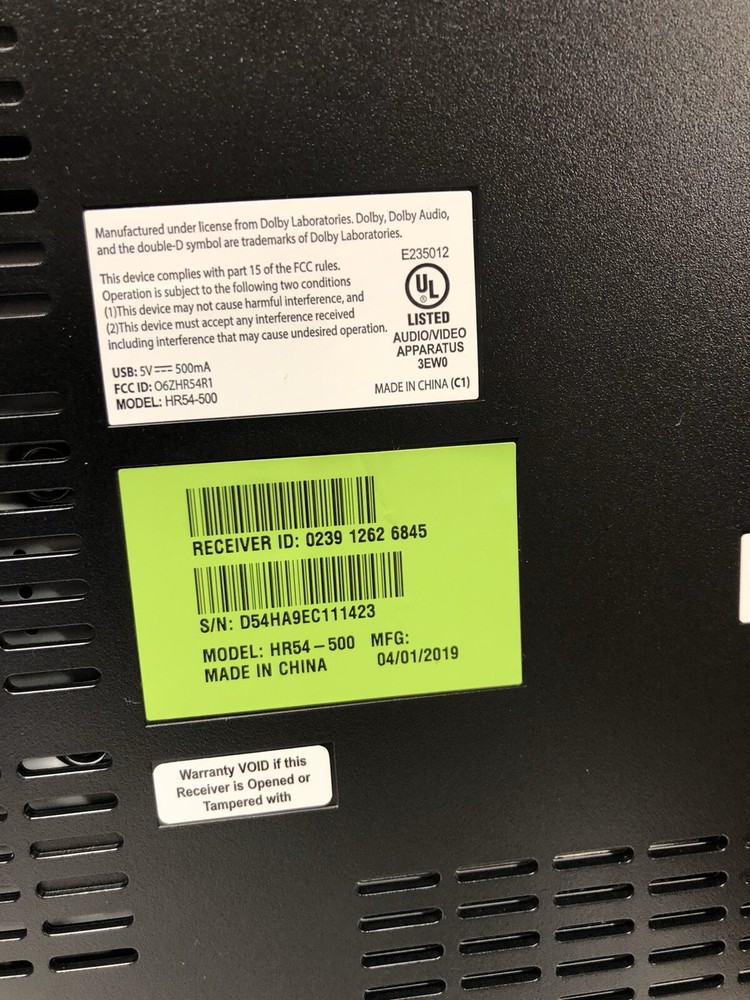 Manufactured under license from Dolby Laboratories. Dolby, Dolby Audio,
and the double-D symbol are trademarks of Dolby Laboratories.
This device complies with part 15 of the FCC rules.
Operation is subject to the following two conditions
(1)This device may not cause harmful interference, and
(2)This device must accept any interference received
including interference that may cause undesired operation.
E235012
UL
®
LISTED
AUDIO/VIDEO
APPARATUS
3EW0
USB: 5V⎓500mA
FCC ID: O6ZHR54R1
MODEL: HR54-500
MADE IN CHINA (C1)
RECEIVER ID: 0239 1262 6845
S/N: D54HA9EC111423
MODEL: HR54-500 MFG:
MADE IN CHINA 04/01/2019
Warranty VOID if this
Receiver is Opened or
Tampered with